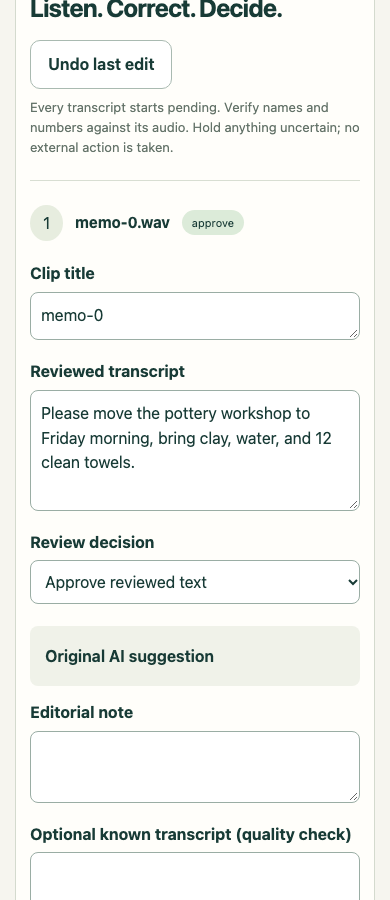 Listen. Correct. Decide.
Undo last edit
Every transcript starts pending. Verify names and
numbers against its audio. Hold anything uncertain; no
external action is taken.
1 memo-0.wav approve
Clip title
memo-0
Reviewed transcript
Please move the pottery workshop to
Friday morning, bring clay, water, and 12
clean towels.
Review decision
Approve reviewed text
Original AI suggestion
Editorial note
Optional known transcript (quality check)